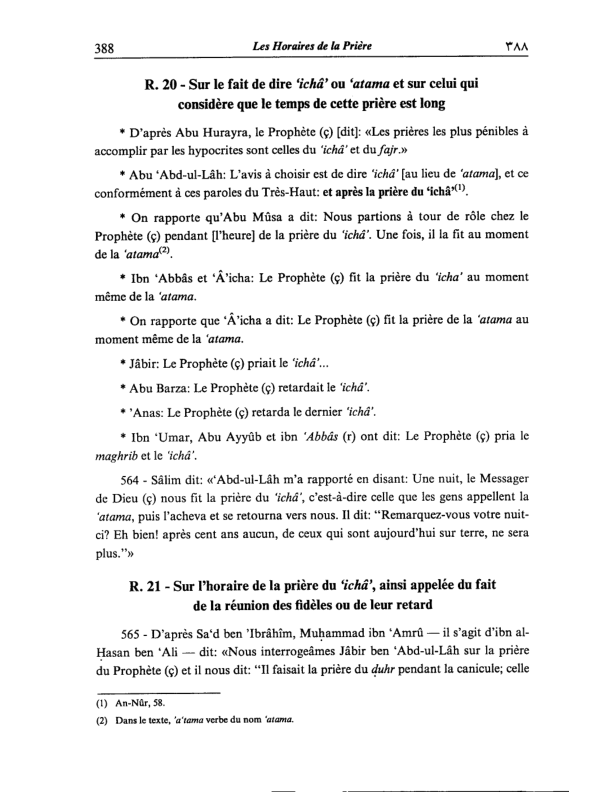 388 Les Horaires de la Prière ٣٨٨
R. 20 - Sur le fait de dire ‘ichâ’ ou ‘atama et sur celui qui
considère que le temps de cette prière est long
* D’après Abu Hurayra, le Prophète (ç) [dit]: «Les prières les plus pénibles à
accomplir par les hypocrites sont celles du ‘ichâ’ et du fajr.»
* Abu ‘Abd-ul-Lâh: L’avis à choisir est de dire ‘ichâ’ [au lieu de ‘atama], et ce
conformément à ces paroles du Très-Haut: et après la prière du ‘ichâ’(1).
* On rapporte qu’Abu Mûsa a dit: Nous partions à tour de rôle chez le
Prophète (ç) pendant [l’heure] de la prière du ‘ichâ’. Une fois, il la fit au moment
de la ‘atama(2).
* Ibn ‘Abbâs et ‘Â’icha: Le Prophète (ç) fit la prière du ‘icha’ au moment
même de la ‘atama.
* On rapporte que ‘Â’icha a dit: Le Prophète (ç) fit la prière de la ‘atama au
moment même de la ‘atama.
* Jâbir: Le Prophète (ç) priait le ‘ichâ’...
* Abu Barza: Le Prophète (ç) retardait le ‘ichâ’.
* ’Anas: Le Prophète (ç) retarda le dernier ‘ichâ’.
* Ibn ‘Umar, Abu Ayyûb et ibn ‘Abbâs (r) ont dit: Le Prophète (ç) pria le
maghrib et le ‘ichâ’.
564 - Sâlim dit: «‘Abd-ul-Lâh m’a rapporté en disant: Une nuit, le Messager
de Dieu (ç) nous fit la prière du ‘ichâ’, c’est-à-dire celle que les gens appellent la
‘atama, puis l’acheva et se retourna vers nous. Il dit: “Remarquez-vous votre nuit-
ci? Eh bien! après cent ans aucun, de ceux qui sont aujourd’hui sur terre, ne sera
plus.”»
R. 21 - Sur l’horaire de la prière du ‘ichâ’, ainsi appelée du fait
de la réunion des fidèles ou de leur retard
565 - D’après Sa‘d ben ’Ibrâhîm, Muḥammad ibn ‘Amrû — il s’agit d’ibn al-
Ḥasan ben ‘Ali — dit: «Nous interrogeâmes Jâbir ben ‘Abd-ul-Lâh sur la prière
du Prophète (ç) et il nous dit: “Il faisait la prière du ḍuhr pendant la canicule; celle
(1) An-Nûr, 58.
(2) Dans le texte, ’a‘tama verbe du nom ‘atama.